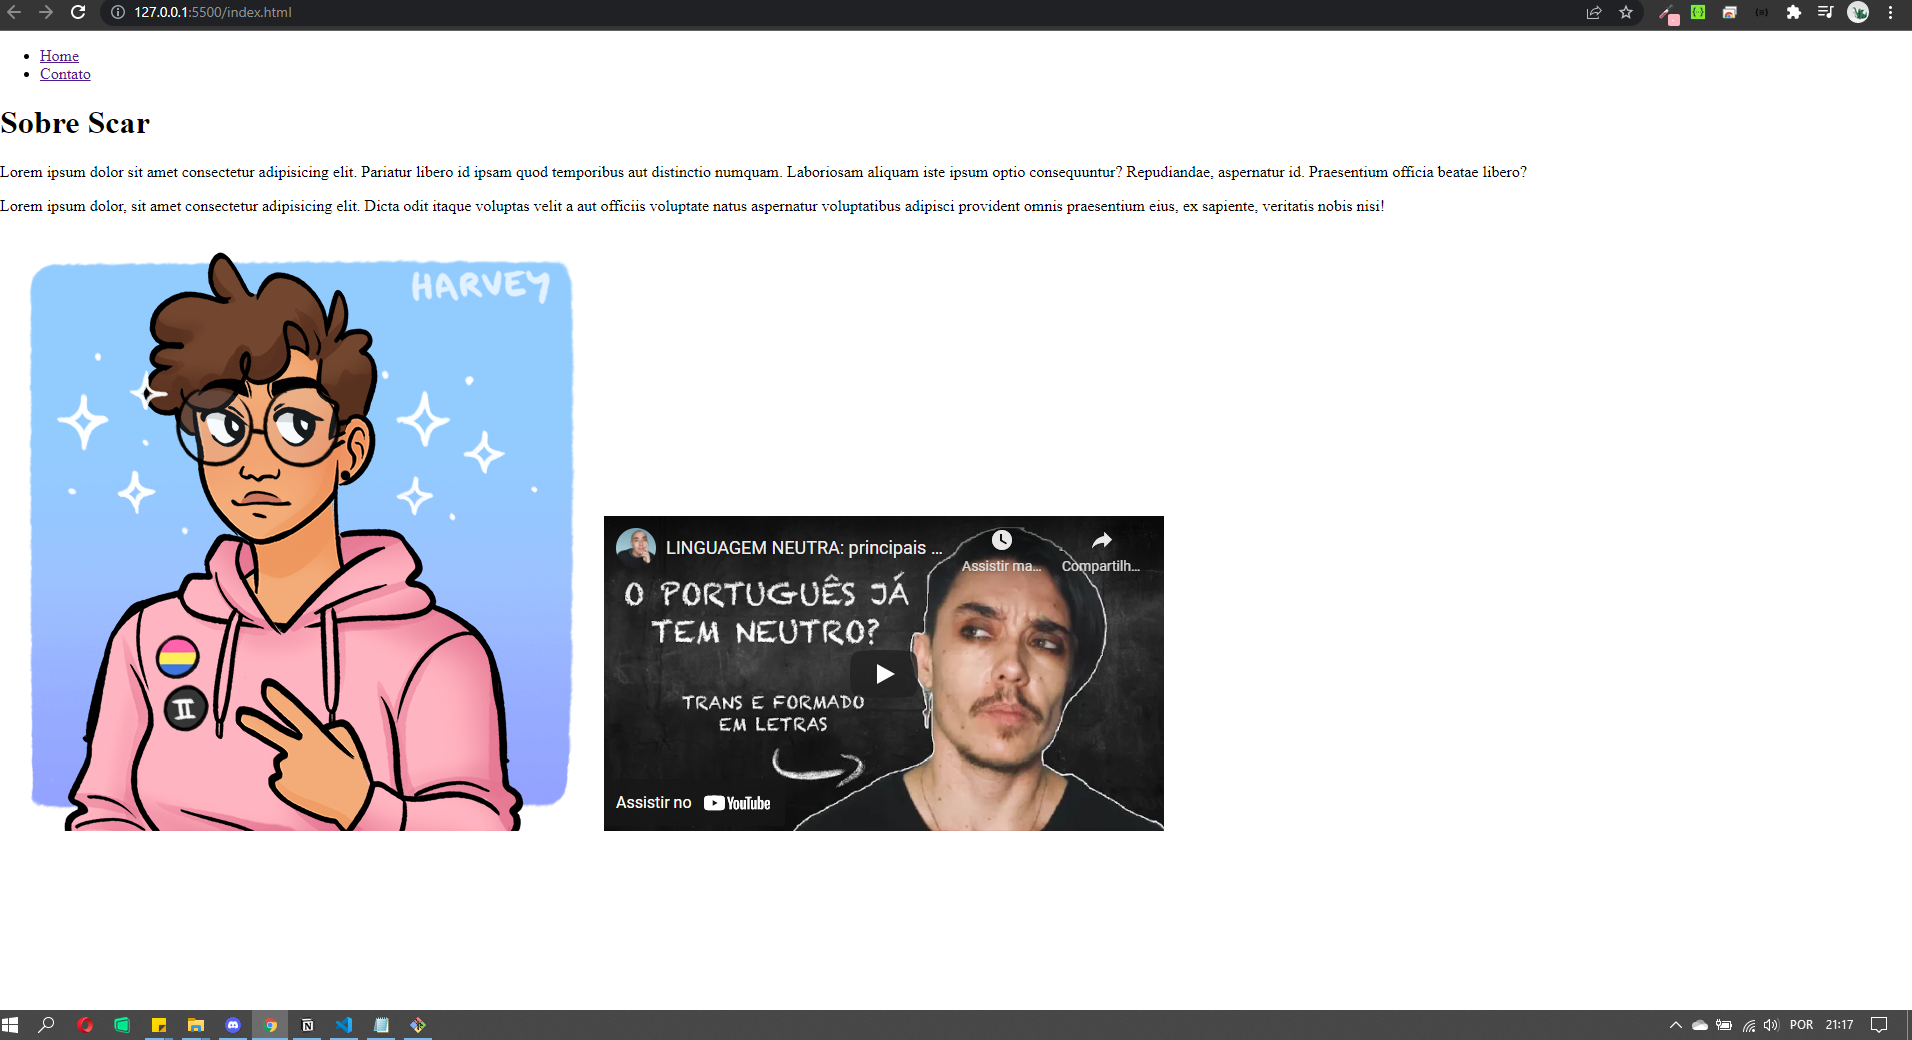 127.0.0.1:5500/index.html
Home
Contato
Sobre Scar
Lorem ipsum dolor sit amet consectetur adipisicing elit. Pariatur libero id ipsam quod temporibus aut distinctio numquam. Laboriosam aliquam iste ipsum optio consequuntur? Repudiandae, aspernatur id. Praesentium officia beatae libero?
Lorem ipsum dolor, sit amet consectetur adipisicing elit. Dicta odit itaque voluptas velit a aut officiis voluptate natus aspernatur voluptatibus adipisci provident omnis praesentium eius, ex sapiente, veritatis nobis nisi!
HARVEY
LINGUAGEM NEUTRA: principais ...
Assistir ma...
Compartilh...
O PORTUGUÊS JÁ
TEM NEUTRO?
TRANS E FORMADO
EM LETRAS
Assistir no YouTube
POR
21:17